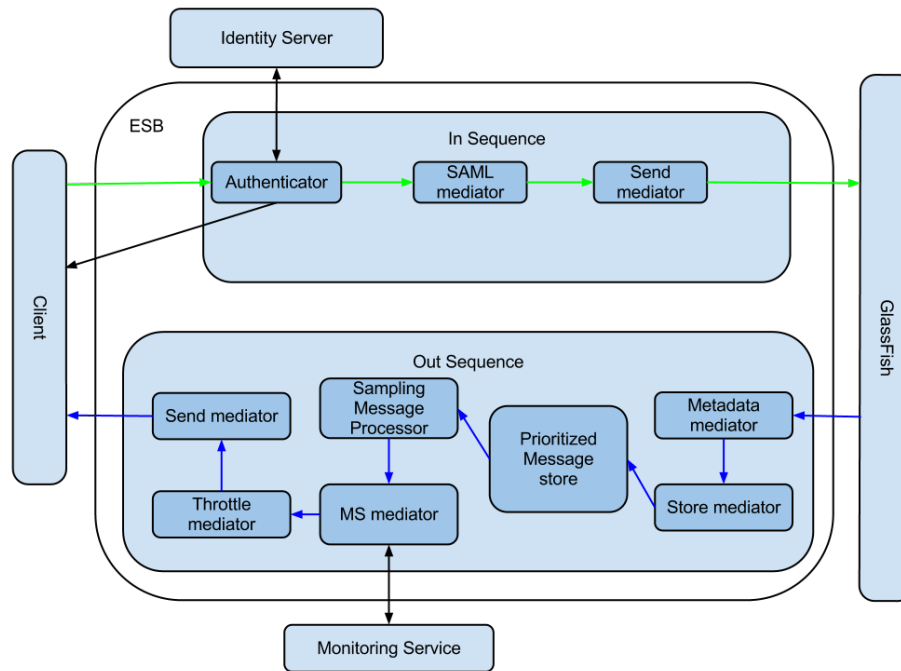 Identity Server
ESB
In Sequence
Authenticator
SAML
mediator
Send
mediator
Client
GlassFish
Out Sequence
Send mediator
Sampling
Message
Processor
Prioritized
Message
store
Metadata
mediator
Throttle
mediator
MS mediator
Store mediator
Monitoring Service